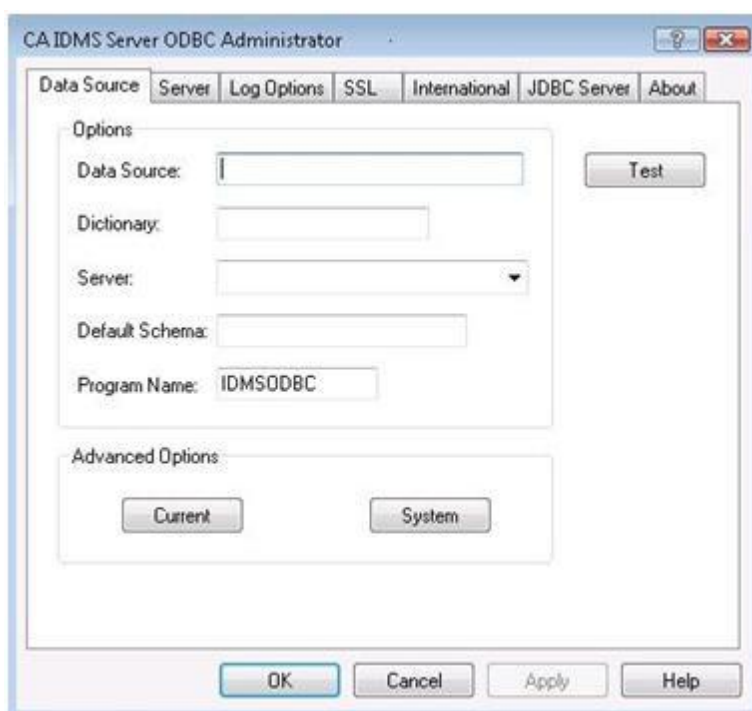 CA IDMS Server ODBC Administrator
Data Source Server Log Options SSL International JDBC Server About
Options
Data Source: Test
Dictionary:
Server:
Default Schema:
Program Name: IDMSODBC
Advanced Options
Current System
OK Cancel Apply Help